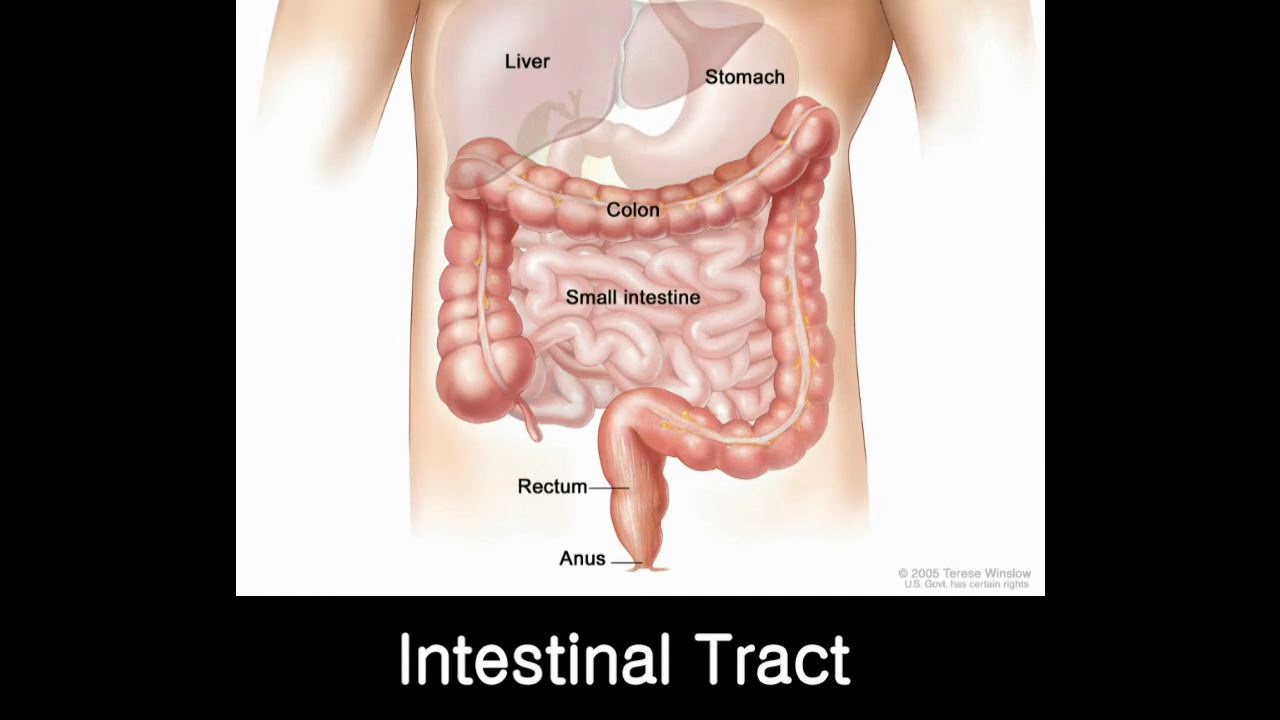 Liver
Stomach
Colon
Small intestine
Rectum
Anus
© 2005 Terese Winslow
U.S. Govt. has certain rights
Intestinal Tract